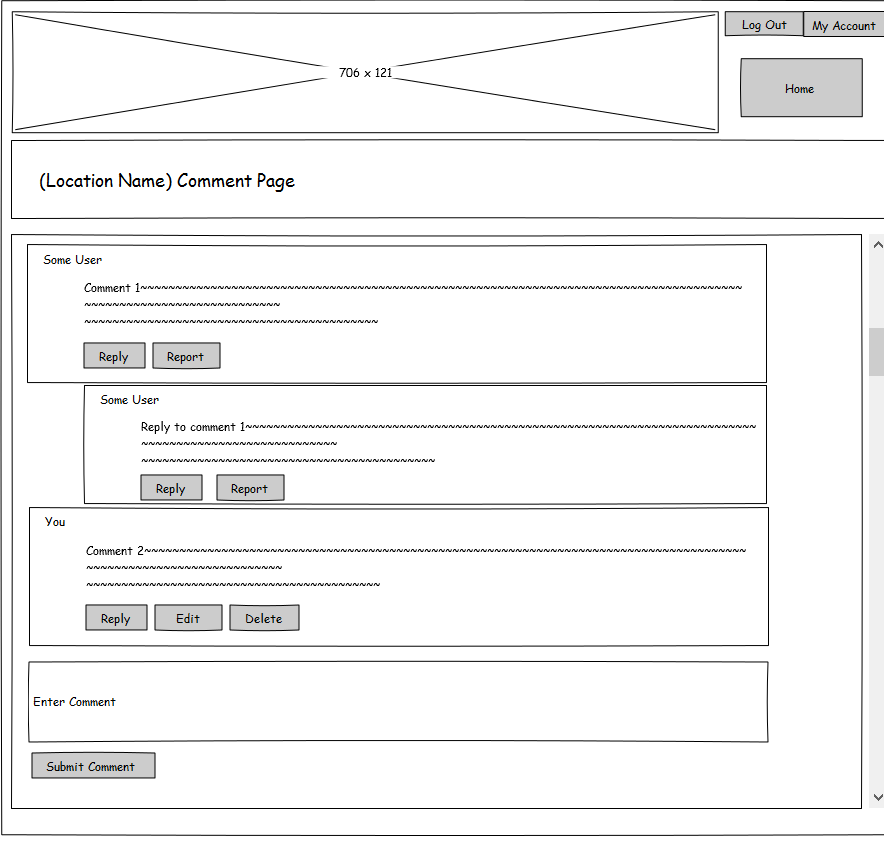 706 x 121
Log Out
My Account
Home
(Location Name) Comment Page
Some User
Comment 1~~~~~~~~~~~~~~~~~~~~~~~~~~~~~~~~~~~~~~~~~~~~~~~~~~~~~~~~~~~~~~~~~~~~~~~~~~~~~~~~~~~~~~
~~~~~~~~~~~~~~~~~~~~~~~~~~~~
~~~~~~~~~~~~~~~~~~~~~~~~~~~~~~~~~~~~~~~~~~
Reply
Report
Some User
Reply to comment 1~~~~~~~~~~~~~~~~~~~~~~~~~~~~~~~~~~~~~~~~~~~~~~~~~~~~~~~~~~~~~~~~~~~~~~~~~
~~~~~~~~~~~~~~~~~~~~~~~~~~~~
~~~~~~~~~~~~~~~~~~~~~~~~~~~~~~~~~~~~~~~~~~
Reply
Report
You
Comment 2~~~~~~~~~~~~~~~~~~~~~~~~~~~~~~~~~~~~~~~~~~~~~~~~~~~~~~~~~~~~~~~~~~~~~~~~~~~~~~~~~~~~~~
~~~~~~~~~~~~~~~~~~~~~~~~~~~~
~~~~~~~~~~~~~~~~~~~~~~~~~~~~~~~~~~~~~~~~~~
Reply
Edit
Delete
Enter Comment
Submit Comment